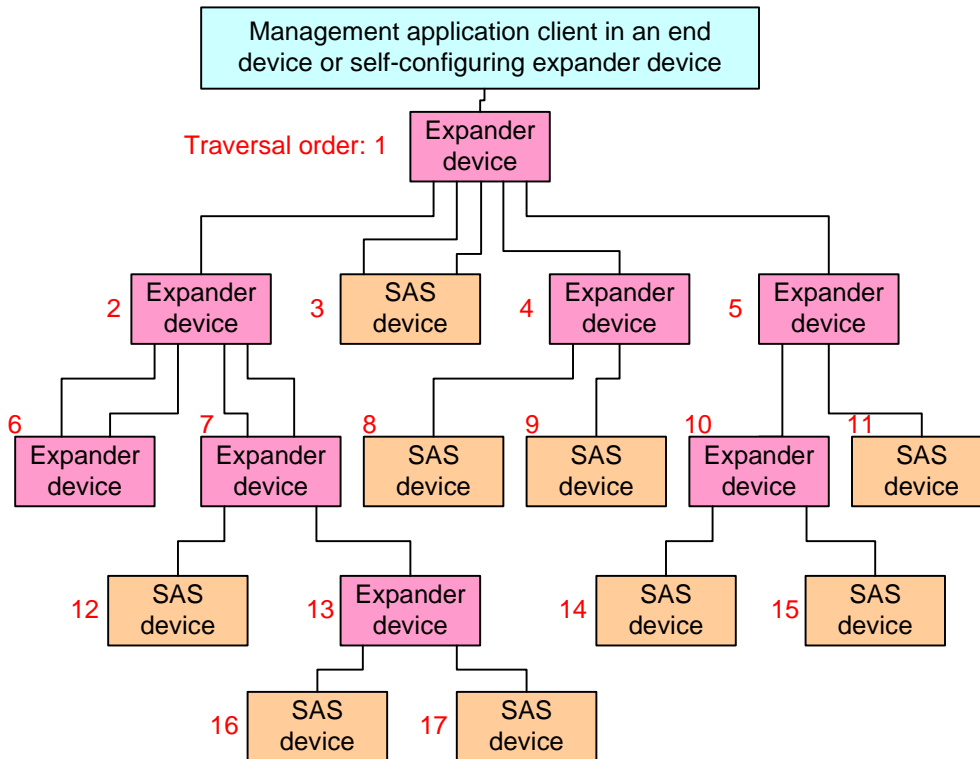 Management application client in an end
device or self-configuring expander device
Traversal order: 1
Expander
device
2
Expander
device
3
SAS
device
4
Expander
device
5
Expander
device
6
Expander
device
7
Expander
device
8
SAS
device
9
SAS
device
10
Expander
device
11
SAS
device
12
SAS
device
13
Expander
device
14
SAS
device
15
SAS
device
16
SAS
device
17
SAS
device